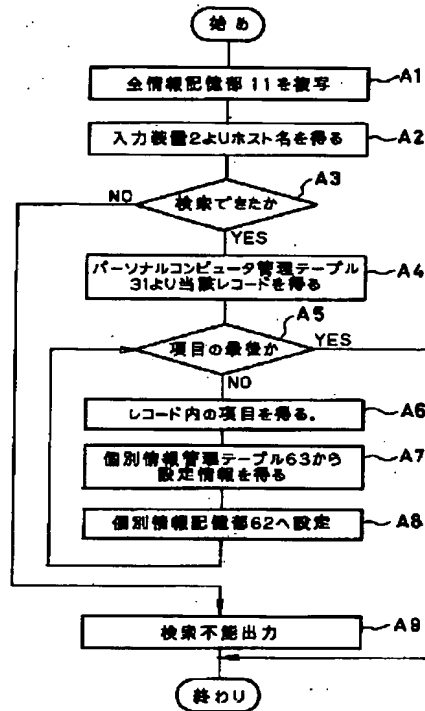 始め
全情報記憶部11を複写
A1
入力装置2よりホスト名を得る
A2
A3
NO
検索できたか
YES
パーソナルコンピュータ管理テーブル
31より当該レコードを得る
A4
A5
項目の最後か
YES
NO
レコード内の項目を得る。
A6
個別情報管理テーブル63から
設定情報を得る
A7
個別情報記憶部62へ設定
A8
検索不能出力
A9
終わり